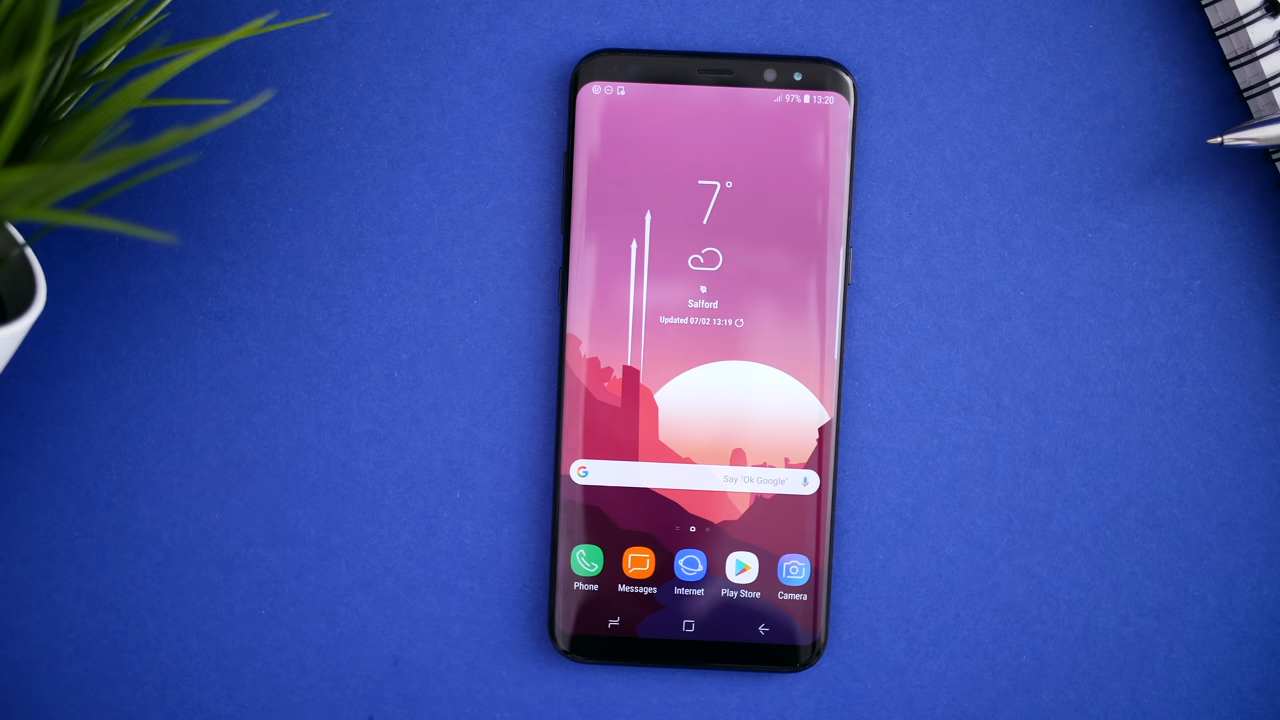 97% 13:20
7°
Salford
Updated 07/02 13:19
G Say "Ok Google"
Phone Messages Internet Play Store Camera